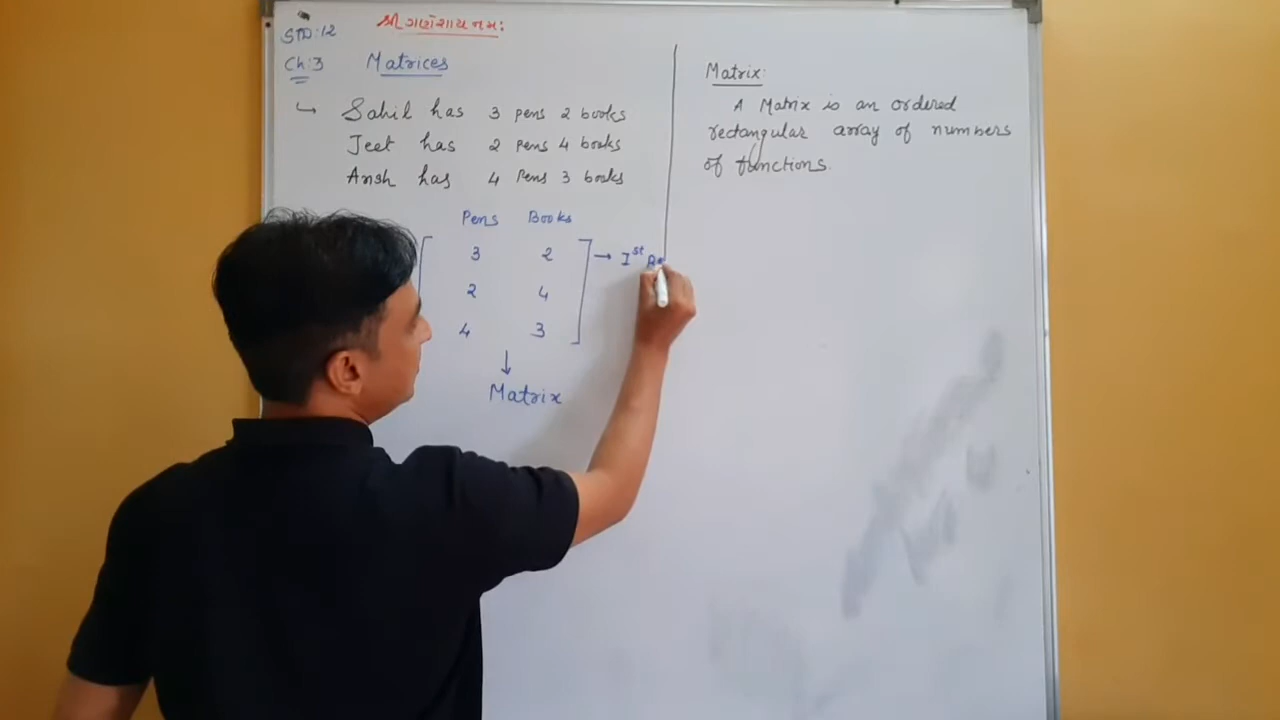 શ્રી ગણેશાય નમઃ
STD:12
Ch:3 Matrices
↳ Sahil has 3 pens 2 books
Jeet has 2 pens 4 books
Ansh has 4 Pens 3 books
Pens Books
3 2 → Ist
2 4
4 3
↓
Matrix
Matrix:
A Matrix is an ordered
rectangular array of numbers
of functions.